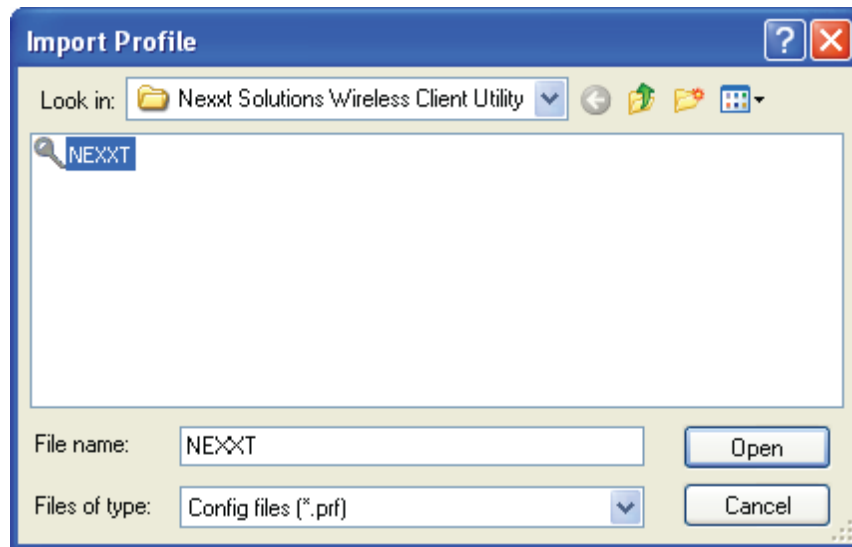 Import Profile
Look in: Nexxt Solutions Wireless Client Utility
NEXXT
File name: NEXXT Open
Files of type: Config files (*.prf) Cancel